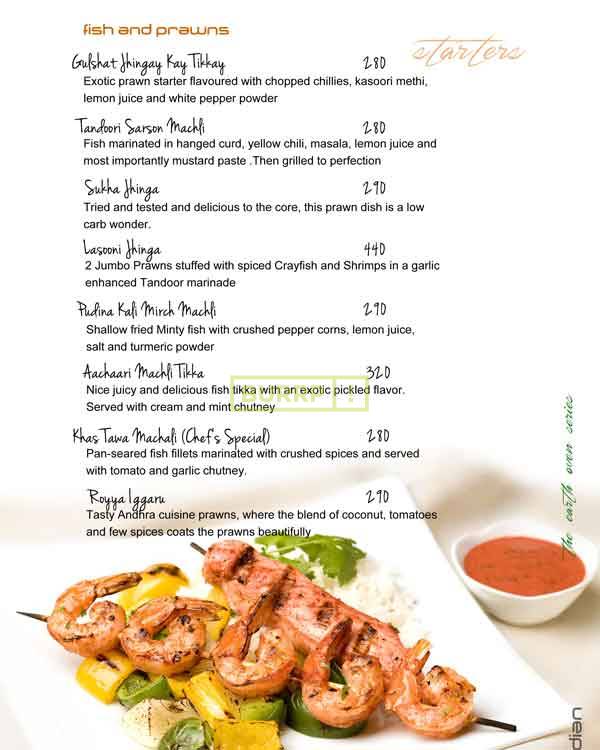 fish and prawns
starters
Gulshat Jhingay Kay Tikkay 280
Exotic prawn starter flavoured with chopped chillies, kasoori methi,
lemon juice and white pepper powder
Tandoori Sarson Machli 280
Fish marinated in hanged curd, yellow chili, masala, lemon juice and
most importantly mustard paste .Then grilled to perfection
Sukha Jhinga 290
Tried and tested and delicious to the core, this prawn dish is a low
carb wonder.
Lasooni Jhinga 440
2 Jumbo Prawns stuffed with spiced Crayfish and Shrimps in a garlic
enhanced Tandoor marinade
Pudina Kali Mirch Machli 290
Shallow fried Minty fish with crushed pepper corns, lemon juice,
salt and turmeric powder
Aachaari Machli Tikka 320
Nice juicy and delicious fish tikka with an exotic pickled flavor.
Served with cream and mint chutney
BURRP!
Khas Tawa Machali (Chef's Special) 280
Pan-seared fish fillets marinated with crushed spices and served
with tomato and garlic chutney.
Royya Iggaru 290
Tasty Andhra cuisine prawns, where the blend of coconut, tomatoes
and few spices coats the prawns beautifully
the earth oven series
dian